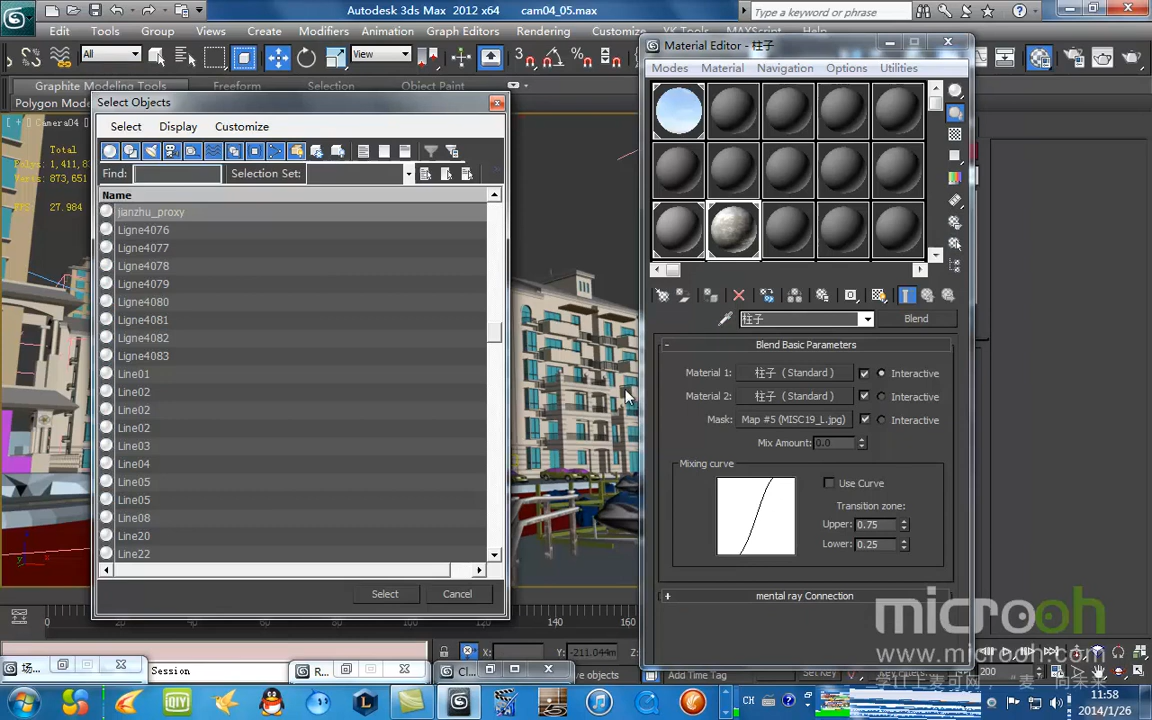 Autodesk 3ds Max 2012 x64 cam04_05.max
Type a keyword or phrase
Edit Tools Group Views Create Modifiers Animation Graph Editors Rendering Customize
All
View
Graphite Modeling Tools Freeform Selection Object Paint
Polygon Mode
[ + ] Camera04
Total
Polys: 1,411,8
Verts: 873,651
FPS: 27.984
Select Objects
Select Display Customize
Find: Selection Set:
Name
jianzhu_proxy
Ligne4076
Ligne4077
Ligne4078
Ligne4079
Ligne4080
Ligne4081
Ligne4082
Ligne4083
Line01
Line02
Line02
Line02
Line03
Line04
Line05
Line05
Line08
Line20
Line22
Select Cancel
Material Editor - 柱子
Modes Material Navigation Options Utilities
柱子 Blend
- Blend Basic Parameters
Material 1: 柱子 ( Standard ) Interactive
Material 2: 柱子 ( Standard ) Interactive
Mask: Map #5 (MISC19_L.jpg) Interactive
Mix Amount: 0.0
Mixing curve
Use Curve
Transition zone:
Upper: 0.75
Lower: 0.25
+ mental ray Connection
microoh
www.microoh.com
0 20 40 60 80 100 120 140 160
X: Y: -211.044m Z:
200
场... Session R... Cl... Add Time Tag Set Key
CH
11:58
2014/1/26